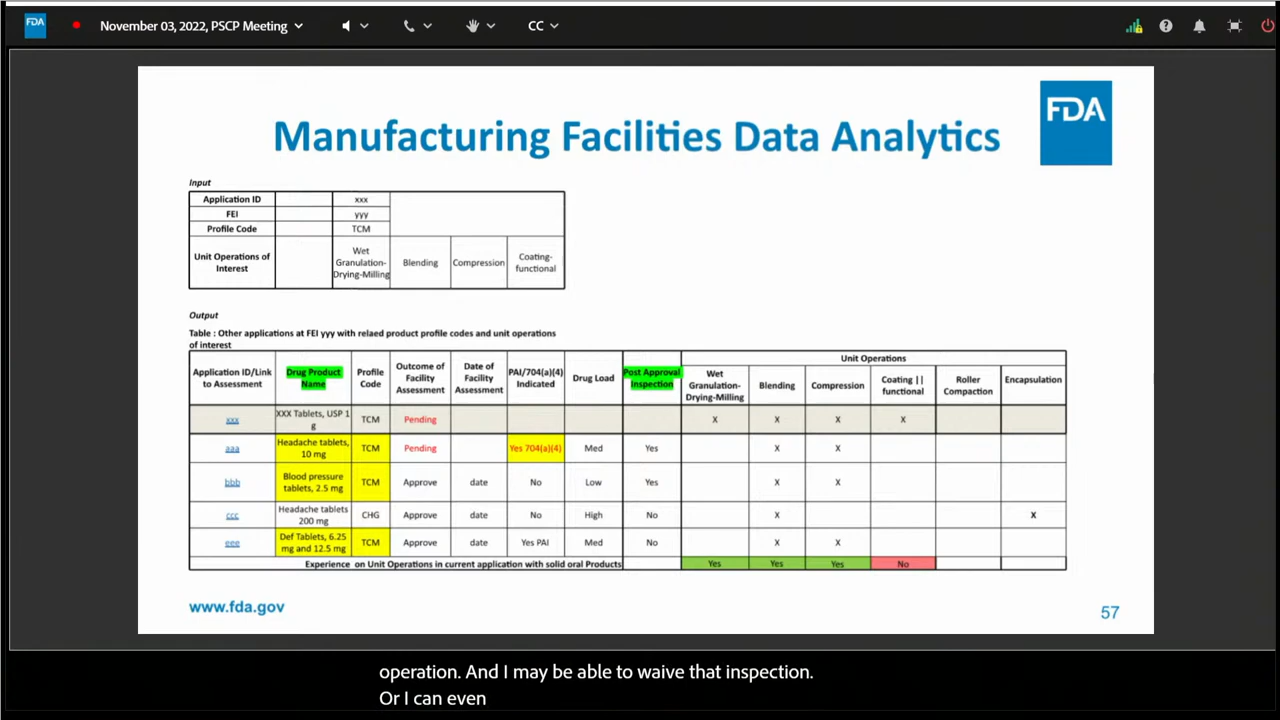 FDA November 03, 2022, PSCP Meeting CC
FDA
Manufacturing Facilities Data Analytics
Input
Application ID xxx
FEI yyy
Profile Code TCM
Unit Operations of Interest Wet Granulation-Drying-Milling Blending Compression Coating-functional
Output
Table : Other applications at FEI yyy with relaed product profile codes and unit operations
of interest
Unit Operations
Application ID/Link to Assessment Drug Product Name Profile Code Outcome of Facility Assessment Date of Facility Assessment PAI/704(a)(4) Indicated Drug Load Post Approval Inspection Wet Granulation-Drying-Milling Blending Compression Coating || functional Roller Compaction Encapsulation
xxx XXX Tablets, USP 1 g TCM Pending X X X X
aaa Headache tablets, 10 mg TCM Pending Yes 704(a)(4) Med Yes X X
bbb Blood pressure tablets, 2.5 mg TCM Approve date No Low Yes X X
ccc Headache tablets 200 mg CHG Approve date No High No X X
eee Def Tablets, 6.25 mg and 12.5 mg TCM Approve date Yes PAI Med No X X
Experience on Unit Operations in current application with solid oral Products Yes Yes Yes No
www.fda.gov
57
operation. And I may be able to waive that inspection.
Or I can even